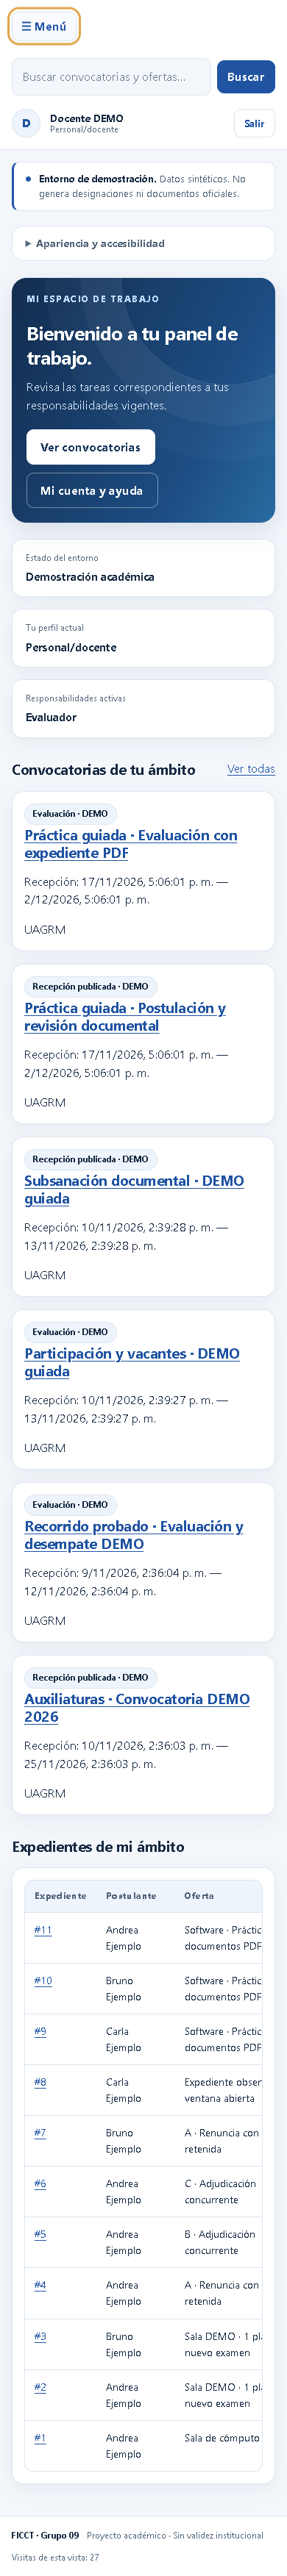 ☰ Menú
Buscar convocatorias y ofertas...
Buscar
D
Docente DEMO
Personal/docente
Salir
Entorno de demostración. Datos sintéticos. No
genera designaciones ni documentos oficiales.
▶ Apariencia y accesibilidad
MI ESPACIO DE TRABAJO
Bienvenido a tu panel de
trabajo.
Revisa las tareas correspondientes a tus
responsabilidades vigentes.
Ver convocatorias
Mi cuenta y ayuda
Estado del entorno
Demostración académica
Tu perfil actual
Personal/docente
Responsabilidades activas
Evaluador
Convocatorias de tu ámbito
Ver todas
Evaluación · DEMO
Práctica guiada · Evaluación con
expediente PDF
Recepción: 17/11/2026, 5:06:01 p. m. —
2/12/2026, 5:06:01 p. m.
UAGRM
Recepción publicada · DEMO
Práctica guiada · Postulación y
revisión documental
Recepción: 17/11/2026, 5:06:01 p. m. —
2/12/2026, 5:06:01 p. m.
UAGRM
Recepción publicada · DEMO
Subsanación documental · DEMO
guiada
Recepción: 10/11/2026, 2:39:28 p. m. —
13/11/2026, 2:39:28 p. m.
UAGRM
Evaluación · DEMO
Participación y vacantes · DEMO
guiada
Recepción: 10/11/2026, 2:39:27 p. m. —
13/11/2026, 2:39:27 p. m.
UAGRM
Evaluación · DEMO
Recorrido probado · Evaluación y
desempate DEMO
Recepción: 9/11/2026, 2:36:04 p. m. —
12/11/2026, 2:36:04 p. m.
UAGRM
Recepción publicada · DEMO
Auxiliaturas · Convocatoria DEMO
2026
Recepción: 10/11/2026, 2:36:03 p. m. —
25/11/2026, 2:36:03 p. m.
UAGRM
Expedientes de mi ámbito
Expediente Postulante Oferta
#11 Andrea Software · Práctic
Ejemplo documentos PDF
#10 Bruno Software · Práctic
Ejemplo documentos PDF
#9 Carla Software · Práctic
Ejemplo documentos PDF
#8 Carla Expediente obser
Ejemplo ventana abierta
#7 Bruno A · Renuncia con
Ejemplo retenida
#6 Andrea C · Adjudicación
Ejemplo concurrente
#5 Andrea B · Adjudicación
Ejemplo concurrente
#4 Andrea A · Renuncia con
Ejemplo retenida
#3 Bruno Sala DEMO · 1 pl
Ejemplo nuevo examen
#2 Andrea Sala DEMO · 1 pl
Ejemplo nuevo examen
#1 Andrea Sala de cómputo
Ejemplo
FICCT · Grupo 09 Proyecto académico · Sin validez institucional
Visitas de esta vista: 27